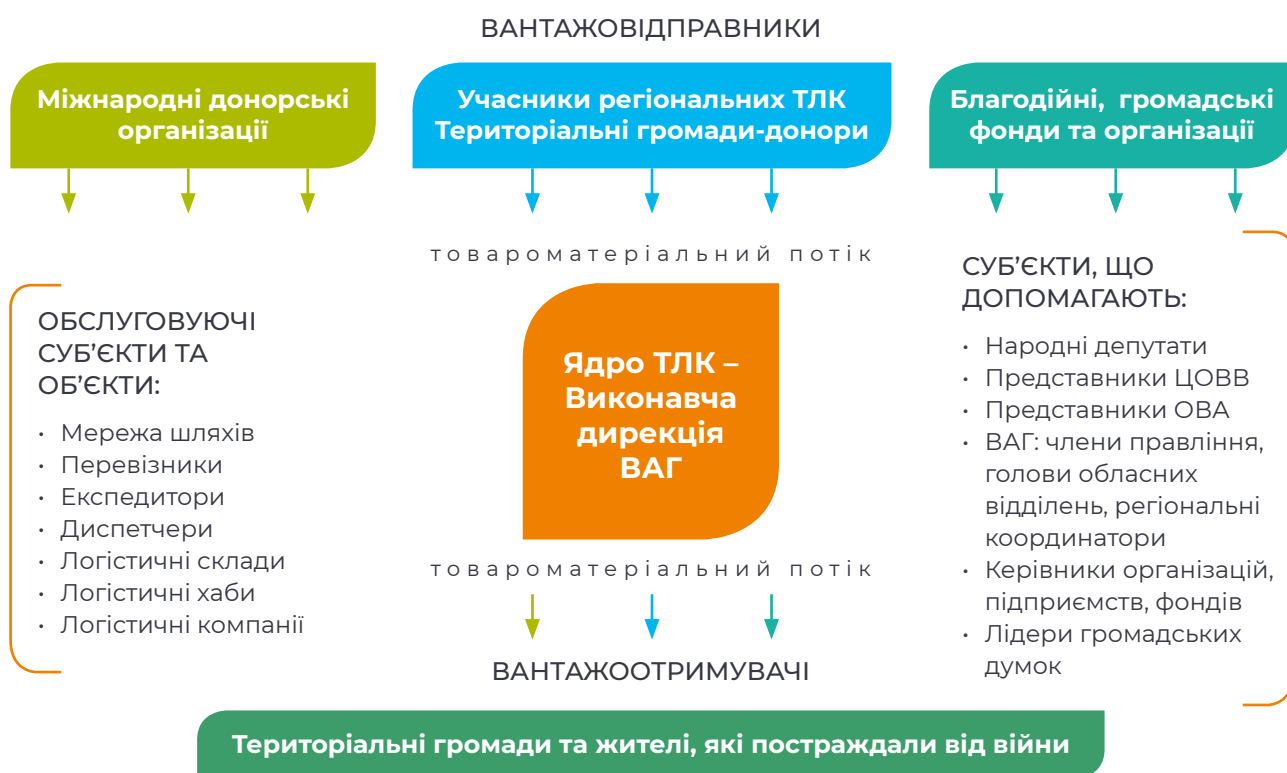 ВАНТАЖОВІДПРАВНИКИ
Міжнародні донорські
організації
Учасники регіональних ТЛК
Територіальні громади-донори
Благодійні, громадські
фонди та організації
товароматеріальний потік
ОБСЛУГОВУЮЧІ
СУБ’ЄКТИ ТА
ОБ’ЄКТИ:
• Мережа шляхів
• Перевізники
• Експедитори
• Диспетчери
• Логістичні склади
• Логістичні хаби
• Логістичні компанії
Ядро ТЛК –
Виконавча
дирекція
ВАГ
СУБ’ЄКТИ, ЩО
ДОПОМАГАЮТЬ:
• Народні депутати
• Представники ЦОВВ
• Представники ОВА
• ВАГ: члени правління,
голови обласних
відділень, регіональні
координатори
• Керівники організацій,
підприємств, фондів
• Лідери громадських
думок
товароматеріальний потік
ВАНТАЖООТРИМУВАЧІ
Територіальні громади та жителі, які постраждали від війни